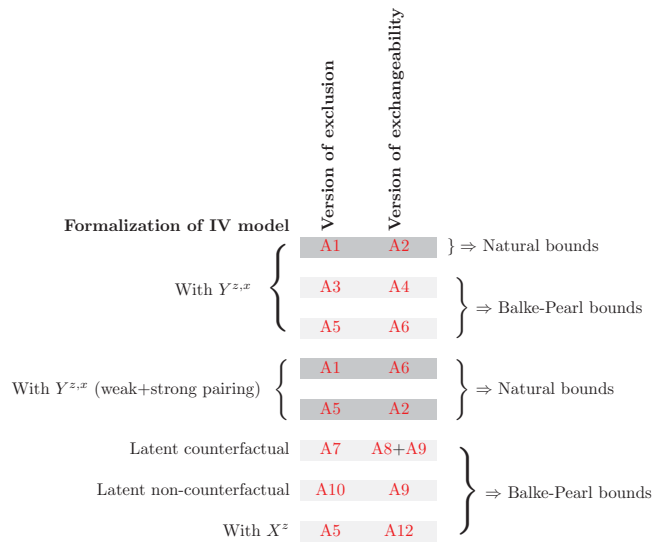 Version of exclusion
Version of exchangeability
Formalization of IV model
A1 A2 } ⇒ Natural bounds
With Y^{z,x}
A3 A4
⇒ Balke-Pearl bounds
A5 A6
A1 A6
With Y^{z,x} (weak+strong pairing)
⇒ Natural bounds
A5 A2
Latent counterfactual A7 A8+A9
Latent non-counterfactual A10 A9 ⇒ Balke-Pearl bounds
With X^z A5 A12